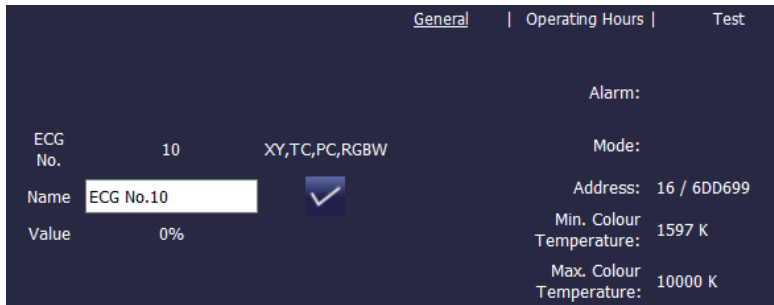 General | Operating Hours | Test
Alarm:
ECG No. 10 XY,TC,PC,RGBW Mode:
Name ECG No.10 Address: 16 / 6DD699
Value 0% Min. Colour Temperature: 1597 K
Max. Colour Temperature: 10000 K